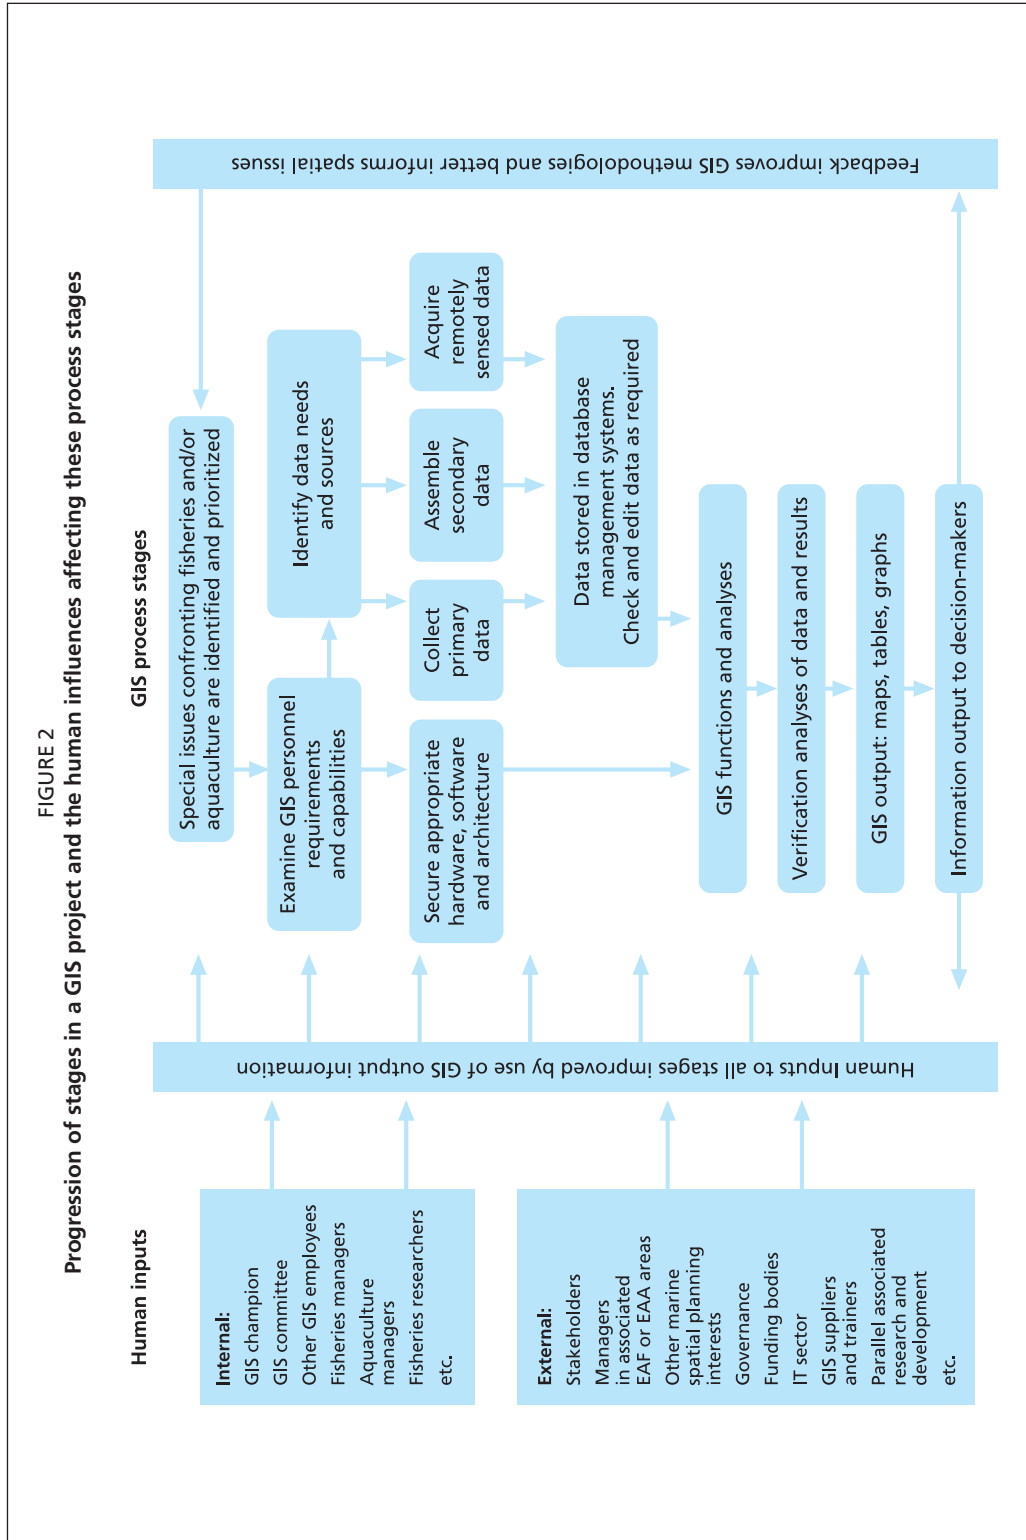 FIGURE 2
Progression of stages in a GIS project and the human influences affecting these process stages
Human inputs
GIS process stages
Internal:
GIS champion
GIS committee
Other GIS employees
Fisheries managers
Aquaculture
managers
Fisheries researchers
etc.
External:
Stakeholders
Managers
in associated
EAF or EAA areas
Other marine
spatial planning
interests
Governance
Funding bodies
IT sector
GIS suppliers
and trainers
Parallel associated
research and
development
etc.
Human Inputs to all stages improved by use of GIS output information
Special issues confronting fisheries and/or
aquaculture are identified and prioritized
Examine GIS personnel
requirements
and capabilities
Identify data needs
and sources
Secure appropriate
hardware, software
and architecture
Collect
primary
data
Assemble
secondary
data
Acquire
remotely
sensed data
Data stored in database
management systems.
Check and edit data as required
GIS functions and analyses
Verification analyses of data and results
GIS output: maps, tables, graphs
Information output to decision-makers
Feedback improves GIS methodologies and better informs spatial issues